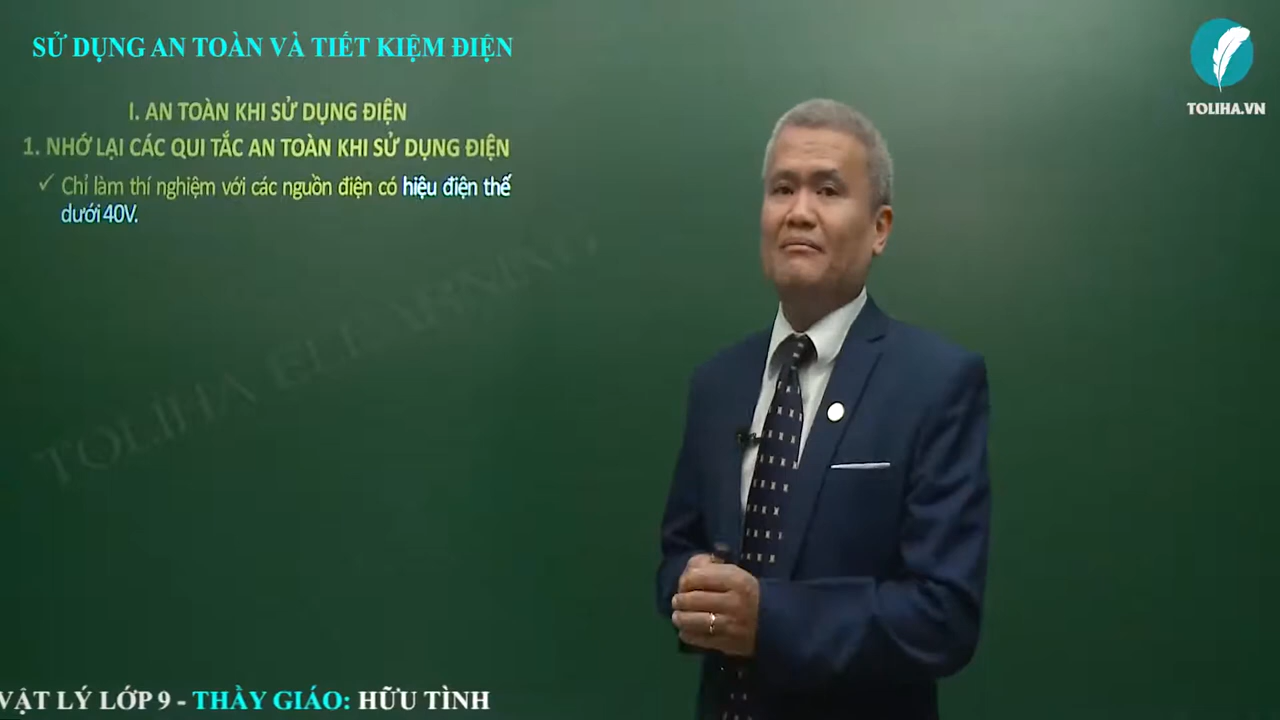 SỬ DỤNG AN TOÀN VÀ TIẾT KIỆM ĐIỆN
TOLIHA.VN
I. AN TOÀN KHI SỬ DỤNG ĐIỆN
1. NHỚ LẠI CÁC QUI TẮC AN TOÀN KHI SỬ DỤNG ĐIỆN
✓ Chỉ làm thí nghiệm với các nguồn điện có hiệu điện thế
dưới 40V.
TOLIHA ELEARNING
VẬT LÝ LỚP 9 - THẦY GIÁO: HỮU TÌNH